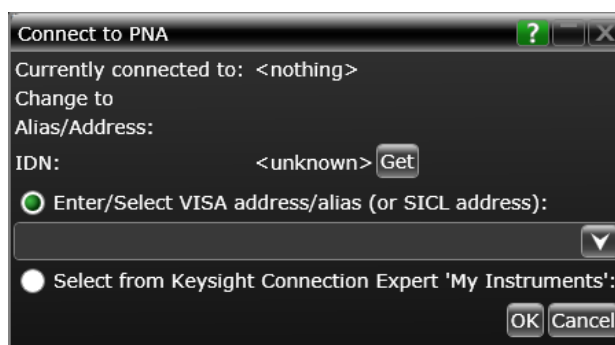 Connect to PNA ?
Currently connected to: <nothing>
Change to
Alias/Address:
IDN: <unknown> Get
Enter/Select VISA address/alias (or SICL address):
Select from Keysight Connection Expert 'My Instruments':
OK Cancel